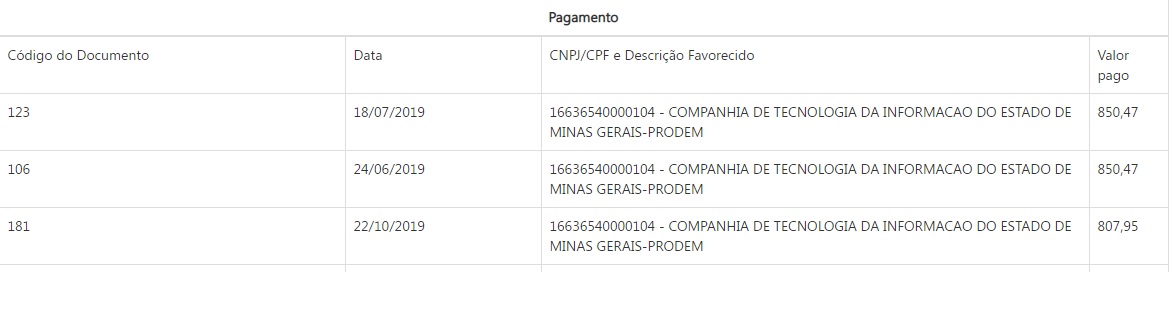 Pagamento
Código do Documento Data CNPJ/CPF e Descrição Favorecido Valor
pago
123 18/07/2019 16636540000104 - COMPANHIA DE TECNOLOGIA DA INFORMACAO DO ESTADO DE 850,47
MINAS GERAIS-PRODEM
106 24/06/2019 16636540000104 - COMPANHIA DE TECNOLOGIA DA INFORMACAO DO ESTADO DE 850,47
MINAS GERAIS-PRODEM
181 22/10/2019 16636540000104 - COMPANHIA DE TECNOLOGIA DA INFORMACAO DO ESTADO DE 807,95
MINAS GERAIS-PRODEM